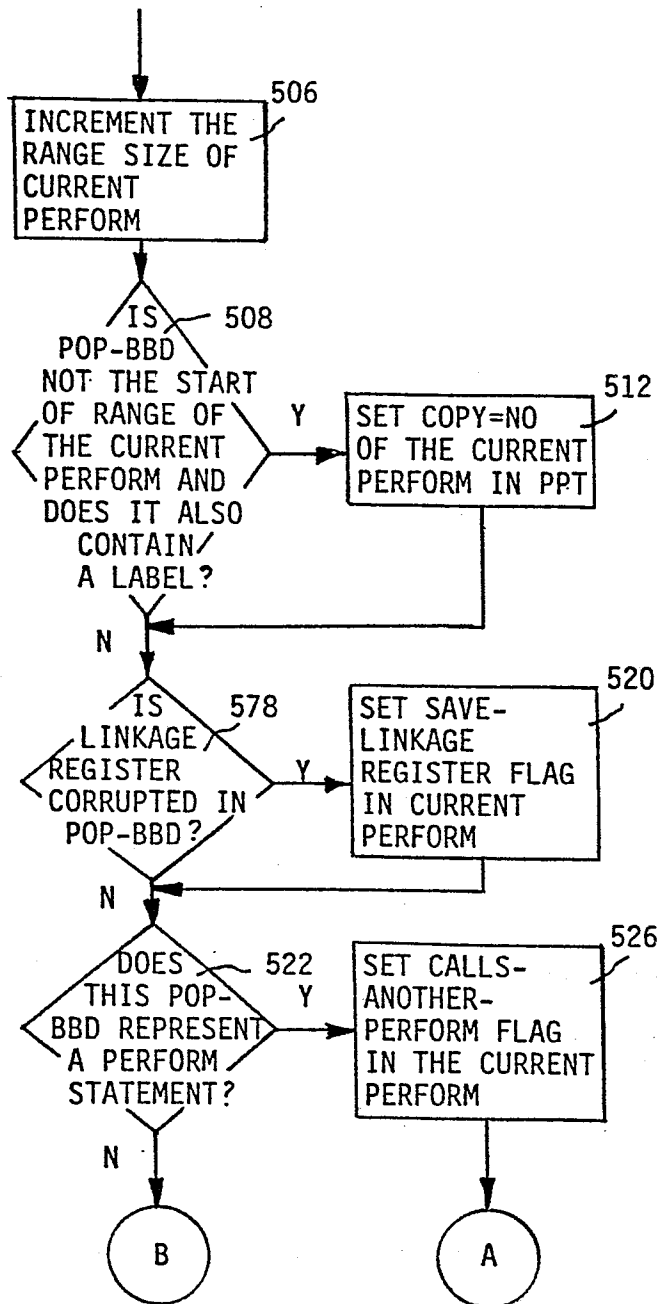 506
INCREMENT THE
RANGE SIZE OF
CURRENT
PERFORM
IS
508
POP-BBD
NOT THE START
OF RANGE OF
THE CURRENT
PERFORM AND
DOES IT ALSO
CONTAIN
A LABEL?
Y
512
SET COPY=NO
OF THE CURRENT
PERFORM IN PPT
N
IS
578
LINKAGE
REGISTER
CORRUPTED IN
POP-BBD?
Y
520
SET SAVE-
LINKAGE
REGISTER FLAG
IN CURRENT
PERFORM
N
DOES
522
THIS POP-
BBD REPRESENT
A PERFORM
STATEMENT?
Y
526
SET CALLS-
ANOTHER-
PERFORM FLAG
IN THE CURRENT
PERFORM
N
B
A